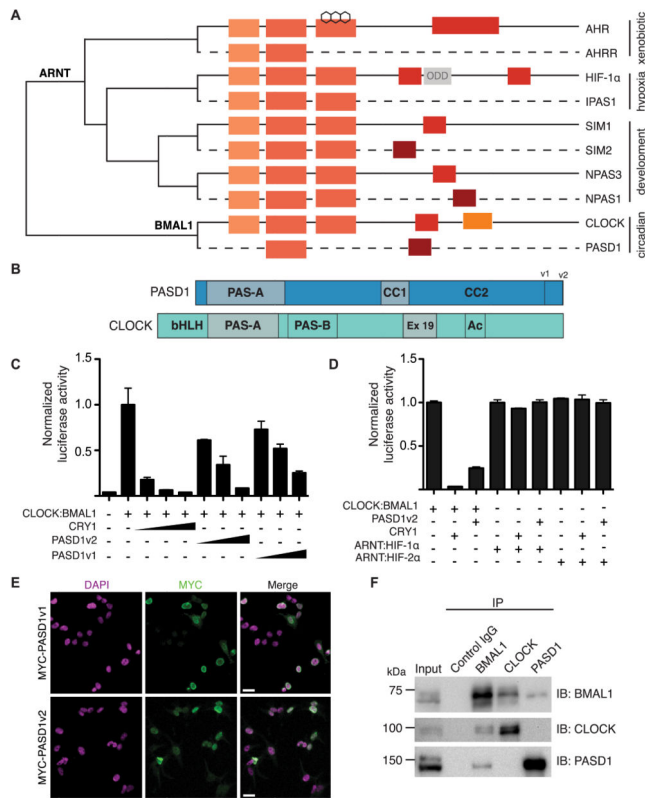 A
ARNT
BMAL1
ODD
AHR
AHRR
HIF-1α
IPAS1
SIM1
SIM2
NPAS3
NPAS1
CLOCK
PASD1
xenobiotic
hypoxia
development
circadian
B
v1 v2
PASD1 PAS-A CC1 CC2
CLOCK bHLH PAS-A PAS-B Ex 19 Ac
C
Normalized
luciferase activity
1.5
1.0
0.5
CLOCK:BMAL1 - + + + + + + + + + +
CRY1 - - - - - - - -
PASD1v2 - - - - - - - -
PASD1v1 - - - - - - - -
D
Normalized
luciferase activity
1.5
1.0
0.5
CLOCK:BMAL1 + + + - - - - - -
PASD1v2 - - + - - + - - +
CRY1 - + - - + - - + -
ARNT:HIF-1α - - - + + + - - -
ARNT:HIF-2α - - - - - - + + +
E
DAPI MYC Merge
MYC-PASD1v1
MYC-PASD1v2
F
IP
kDa Input Control IgG BMAL1 CLOCK PASD1
75 IB: BMAL1
100 IB: CLOCK
150 IB: PASD1